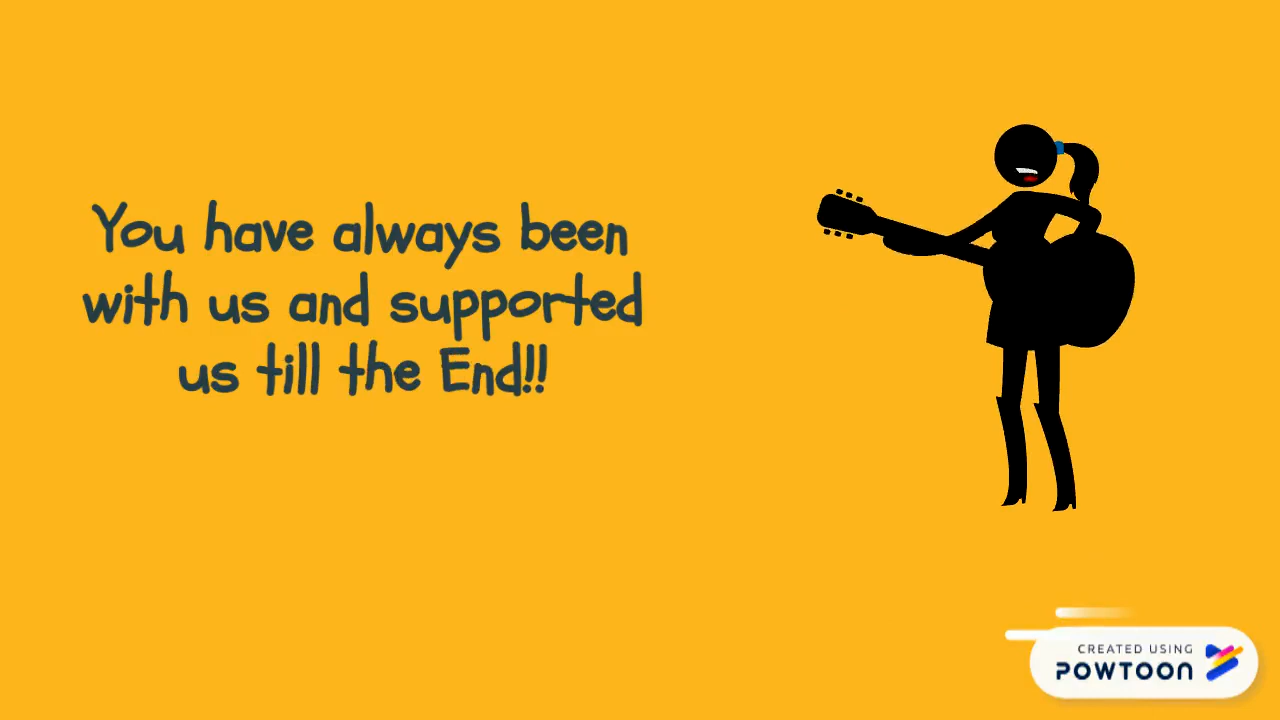 You have always been
with us and supported
us till the End!!
CREATED USING
POWTOON